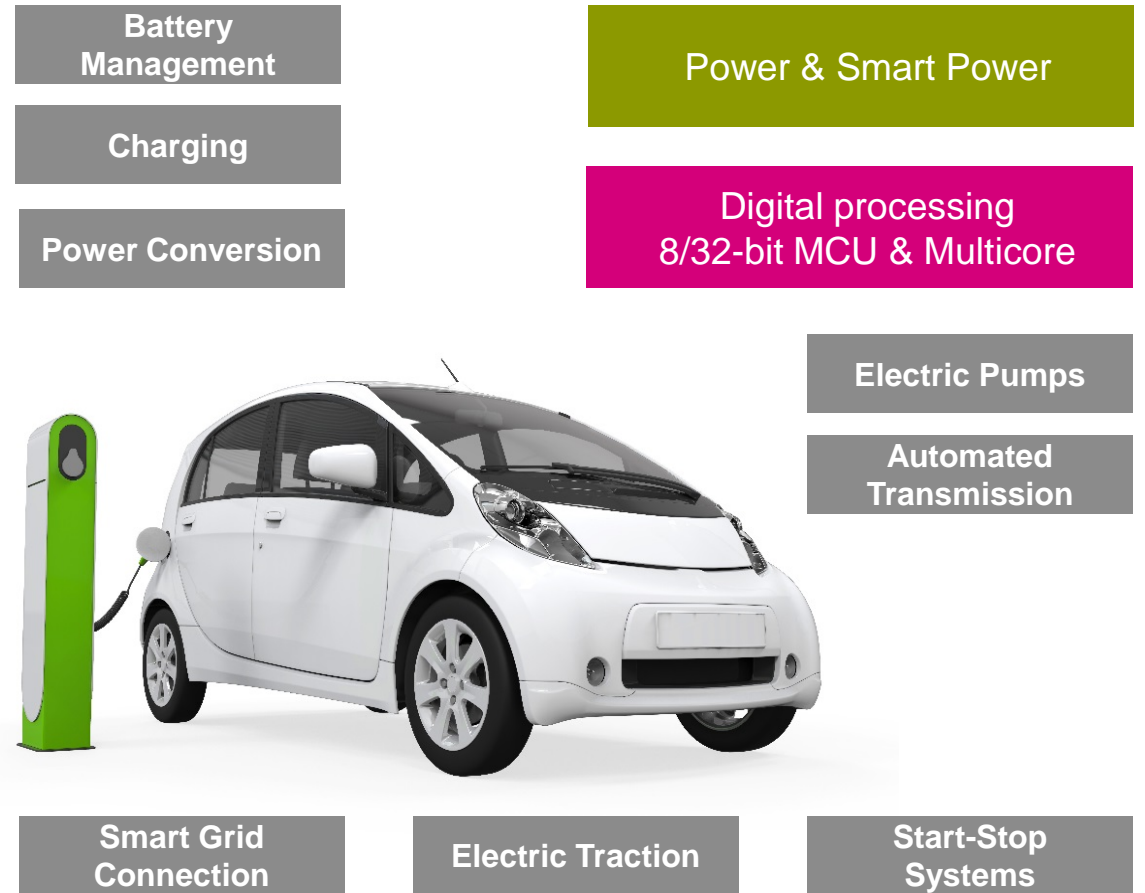 Battery
Management
Power & Smart Power
Charging
Digital processing
8/32-bit MCU & Multicore
Power Conversion
Electric Pumps
Automated
Transmission
Smart Grid
Connection
Electric Traction
Start-Stop
Systems